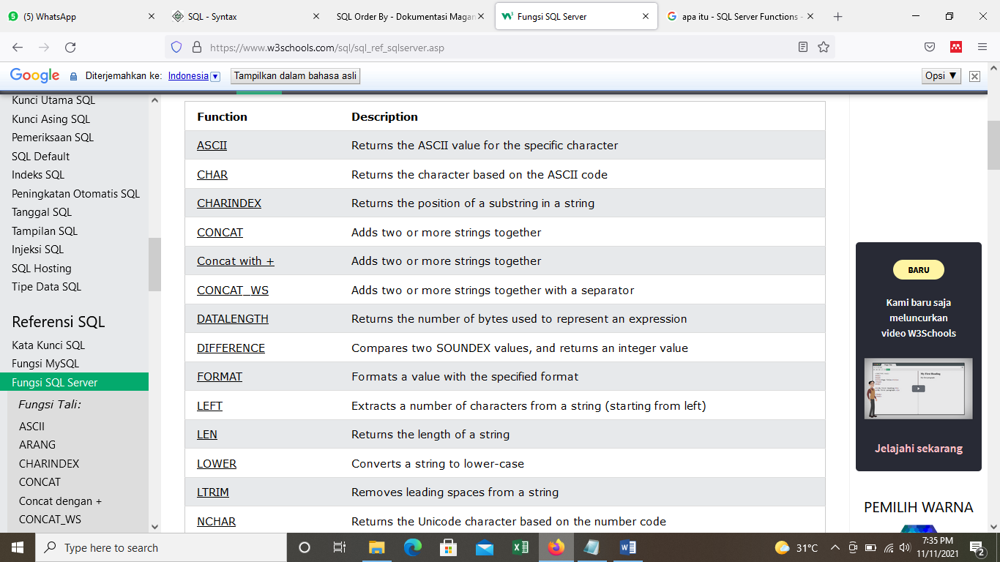 (5) WhatsApp
SQL - Syntax
SQL Order By - Dokumentasi Magan
Fungsi SQL Server
apa itu - SQL Server Functions -
https://www.w3schools.com/sql/sql_ref_sqlserver.asp
Google
Diterjemahkan ke: Indonesia
Tampilkan dalam bahasa asli
Opsi ▼
Kunci Utama SQL
Kunci Asing SQL
Pemeriksaan SQL
SQL Default
Indeks SQL
Peningkatan Otomatis SQL
Tanggal SQL
Tampilan SQL
Injeksi SQL
SQL Hosting
Tipe Data SQL
Referensi SQL
Kata Kunci SQL
Fungsi MySQL
Fungsi SQL Server
Fungsi Tali:
ASCII
ARANG
CHARINDEX
CONCAT
Concat dengan +
CONCAT_WS
Function Description
ASCII Returns the ASCII value for the specific character
CHAR Returns the character based on the ASCII code
CHARINDEX Returns the position of a substring in a string
CONCAT Adds two or more strings together
Concat with + Adds two or more strings together
CONCAT_WS Adds two or more strings together with a separator
DATALENGTH Returns the number of bytes used to represent an expression
DIFFERENCE Compares two SOUNDEX values, and returns an integer value
FORMAT Formats a value with the specified format
LEFT Extracts a number of characters from a string (starting from left)
LEN Returns the length of a string
LOWER Converts a string to lower-case
LTRIM Removes leading spaces from a string
NCHAR Returns the Unicode character based on the number code
BARU
Kami baru saja
meluncurkan
video W3Schools
Jelajahi sekarang
PEMILIH WARNA
Type here to search
31°C
7:35 PM
11/11/2021
2